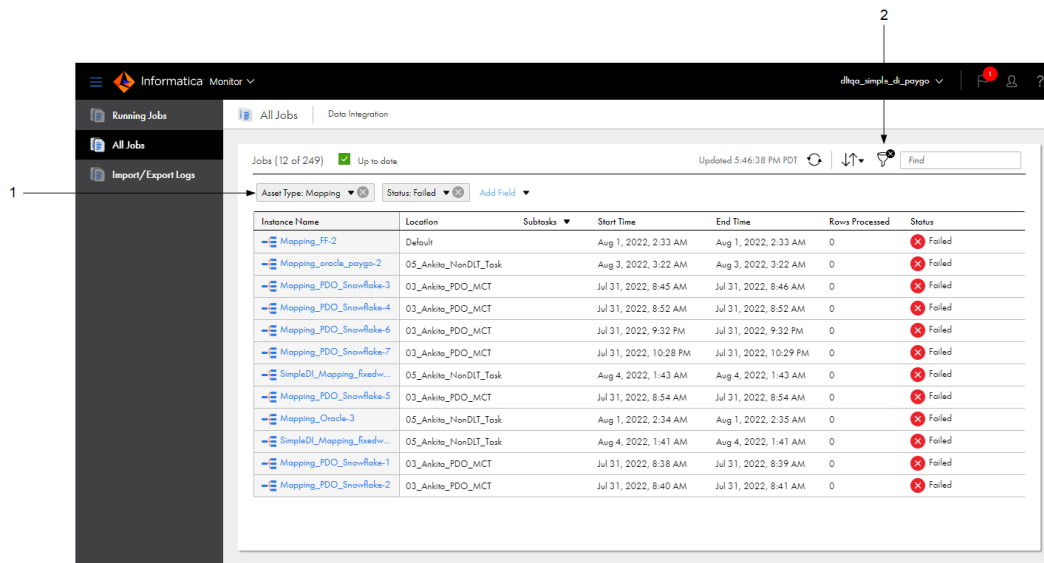 2
Informatica Monitor
dltqa_simple_di_paygo
1
?
Running Jobs
All Jobs
Import/Export Logs
All Jobs
Data Integration
Jobs (12 of 249)
Up to date
Updated 5:46:38 PM PDT
Find
1
Asset Type: Mapping
Status: Failed
Add Field
Instance Name Location Subtasks Start Time End Time Rows Processed Status
Mapping_FF-2 Default Aug 1, 2022, 2:33 AM Aug 1, 2022, 2:33 AM 0 Failed
Mapping_oracle_paygo-2 05_Ankita_NonDLT_Task Aug 3, 2022, 3:22 AM Aug 3, 2022, 3:22 AM 0 Failed
Mapping_PDO_Snowflake-3 03_Ankita_PDO_MCT Jul 31, 2022, 8:45 AM Jul 31, 2022, 8:46 AM 0 Failed
Mapping_PDO_Snowflake-4 03_Ankita_PDO_MCT Jul 31, 2022, 8:52 AM Jul 31, 2022, 8:52 AM 0 Failed
Mapping_PDO_Snowflake-6 03_Ankita_PDO_MCT Jul 31, 2022, 9:32 PM Jul 31, 2022, 9:32 PM 0 Failed
Mapping_PDO_Snowflake-7 03_Ankita_PDO_MCT Jul 31, 2022, 10:28 PM Jul 31, 2022, 10:29 PM 0 Failed
SimpleDI_Mapping_fixedw... 05_Ankita_NonDLT_Task Aug 4, 2022, 1:43 AM Aug 4, 2022, 1:43 AM 0 Failed
Mapping_PDO_Snowflake-5 03_Ankita_PDO_MCT Jul 31, 2022, 8:54 AM Jul 31, 2022, 8:54 AM 0 Failed
Mapping_Oracle-3 05_Ankita_NonDLT_Task Aug 1, 2022, 2:34 AM Aug 1, 2022, 2:35 AM 0 Failed
SimpleDI_Mapping_fixedw... 05_Ankita_NonDLT_Task Aug 4, 2022, 1:41 AM Aug 4, 2022, 1:41 AM 0 Failed
Mapping_PDO_Snowflake-1 03_Ankita_PDO_MCT Jul 31, 2022, 8:38 AM Jul 31, 2022, 8:39 AM 0 Failed
Mapping_PDO_Snowflake-2 03_Ankita_PDO_MCT Jul 31, 2022, 8:40 AM Jul 31, 2022, 8:41 AM 0 Failed